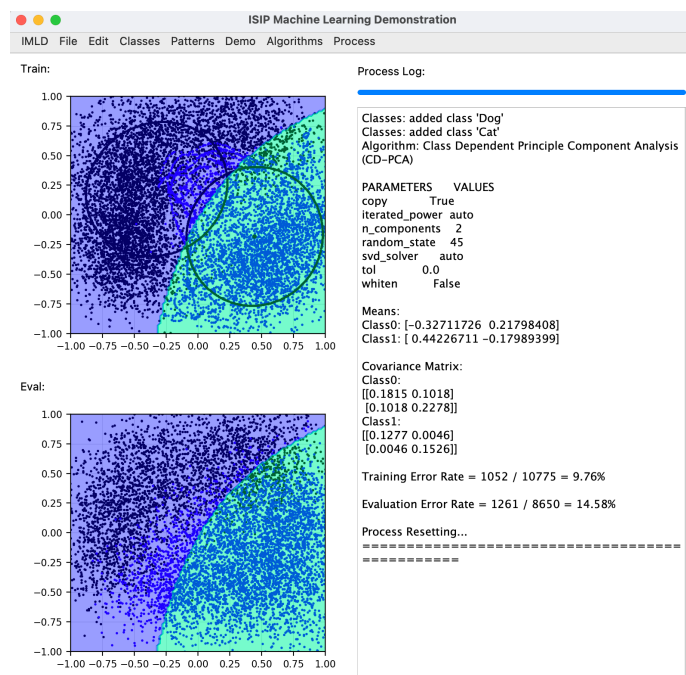 ISIP Machine Learning Demonstration
IMLD File Edit Classes Patterns Demo Algorithms Process
Train:
1.00
0.75
0.50
0.25
0.00
−0.25
−0.50
−0.75
−1.00
−1.00 −0.75 −0.50 −0.25 0.00 0.25 0.50 0.75 1.00
Eval:
1.00
0.75
0.50
0.25
0.00
−0.25
−0.50
−0.75
−1.00
−1.00 −0.75 −0.50 −0.25 0.00 0.25 0.50 0.75 1.00
Process Log:
Classes: added class 'Dog'
Classes: added class 'Cat'
Algorithm: Class Dependent Principle Component Analysis
(CD-PCA)
PARAMETERS VALUES
copy True
iterated_power auto
n_components 2
random_state 45
svd_solver auto
tol 0.0
whiten False
Means:
Class0: [-0.32711726 0.21798408]
Class1: [ 0.44226711 -0.17989399]
Covariance Matrix:
Class0:
[[0.1815 0.1018]
[0.1018 0.2278]]
Class1:
[[0.1277 0.0046]
[0.0046 0.1526]]
Training Error Rate = 1052 / 10775 = 9.76%
Evaluation Error Rate = 1261 / 8650 = 14.58%
Process Resetting...
======================================
===========